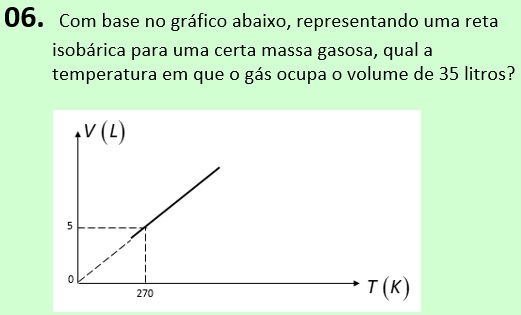 06. Com base no gráfico abaixo, representando uma reta
isobárica para uma certa massa gasosa, qual a
temperatura em que o gás ocupa o volume de 35 litros?
V (L)
5
0
270
T (K)